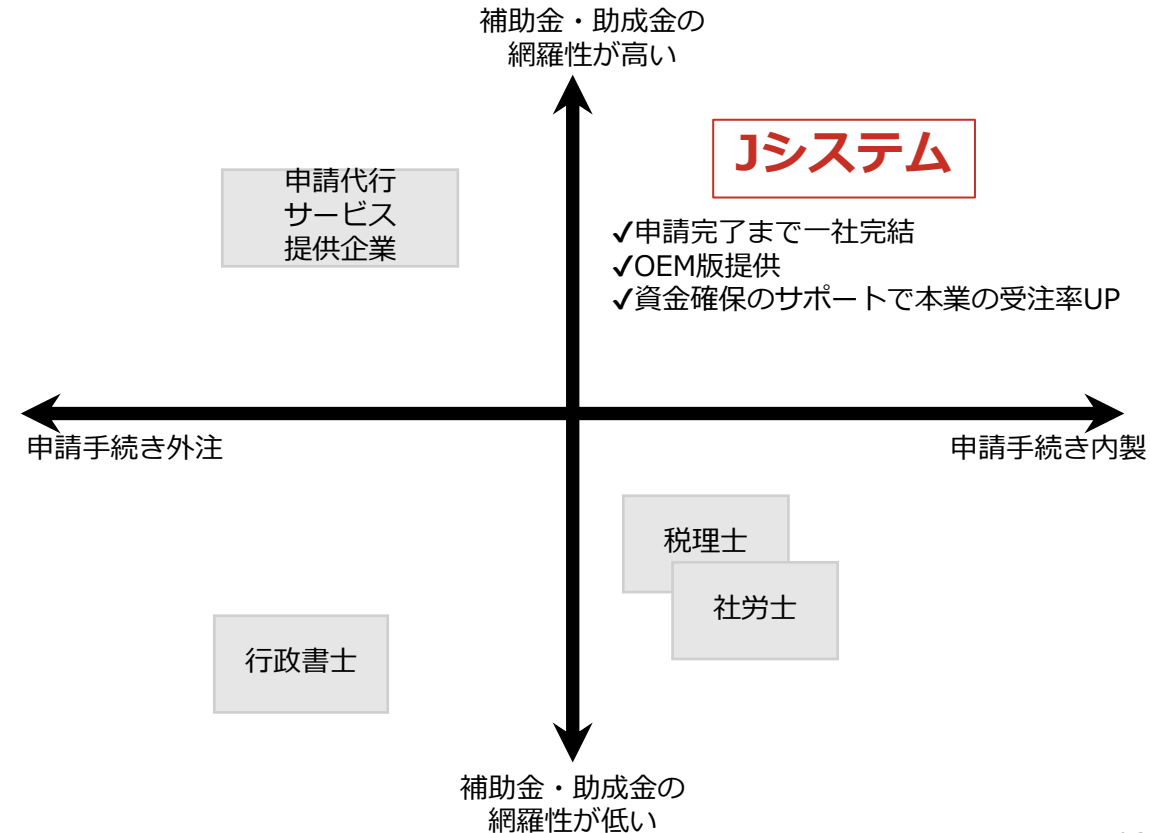 補助金・助成金の
網羅性が高い
Jシステム
申請代行
サービス
提供企業
✓申請完了まで一社完結
✓OEM版提供
✓資金確保のサポートで本業の受注率UP
申請手続き外注
申請手続き内製
税理士
社労士
行政書士
補助金・助成金の
網羅性が低い